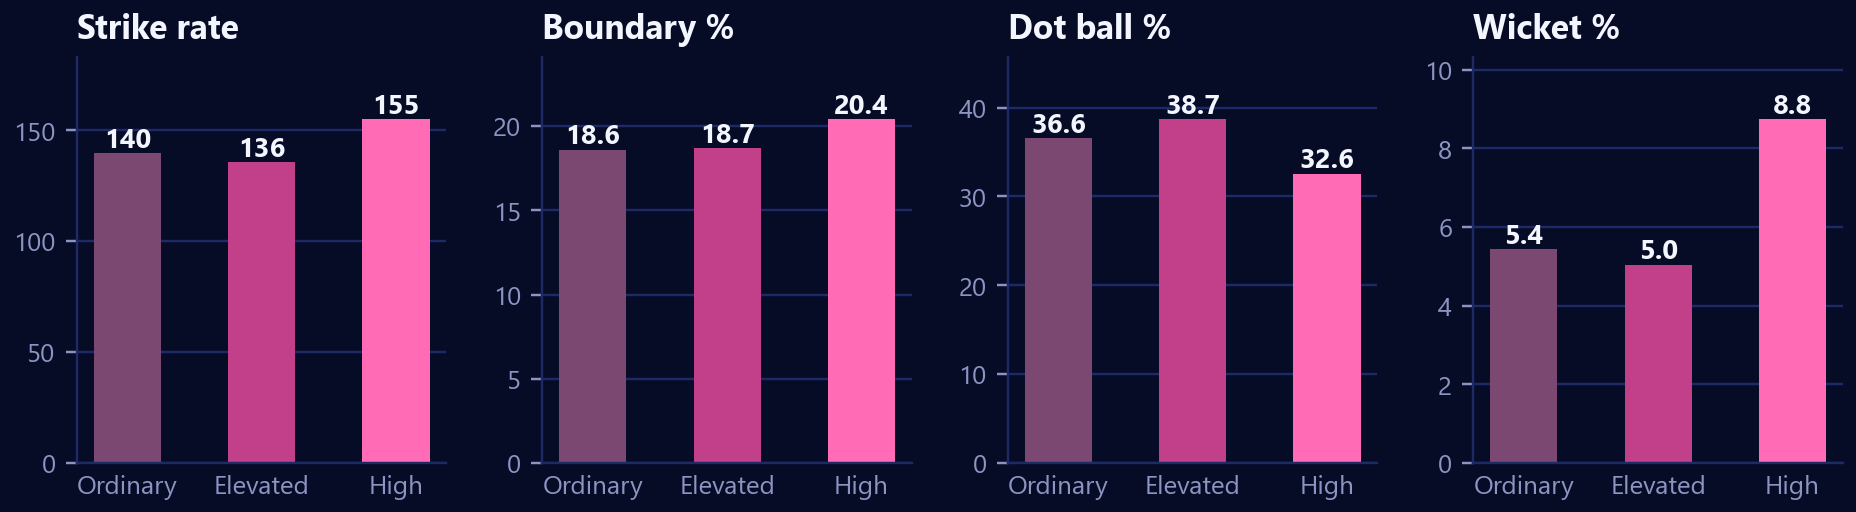 Strike rate
150
100
50
0
140
136
155
Ordinary
Elevated
High
Boundary %
20
15
10
5
0
18.6
18.7
20.4
Ordinary
Elevated
High
Dot ball %
40
30
20
10
0
36.6
38.7
32.6
Ordinary
Elevated
High
Wicket %
10
8
6
4
2
0
5.4
5.0
8.8
Ordinary
Elevated
High